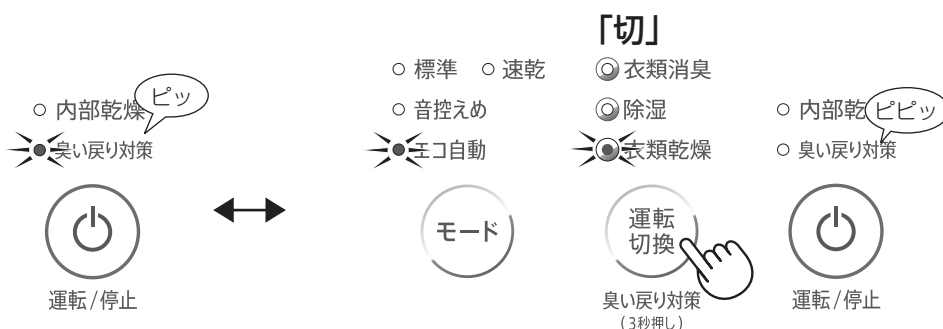 「切」
標準 速乾 衣類消臭
内部乾燥 ピッ
音控えめ 除湿 内部乾 ピピッ
臭い戻り対策
エコ自動 衣類乾燥 臭い戻り対策
モード
運転
切換
運転/停止
臭い戻り対策
(3秒押し)
運転/停止